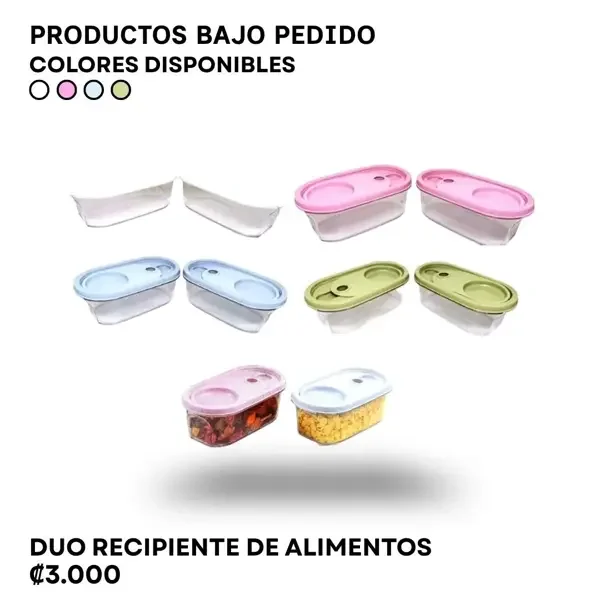 PRODUCTOS BAJO PEDIDO
COLORES DISPONIBLES
DUO RECIPIENTE DE ALIMENTOS
₡3.000